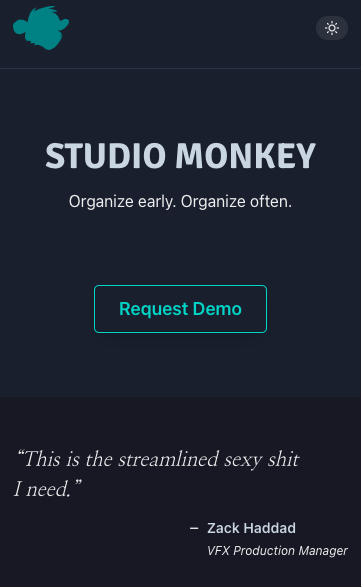 STUDIO MONKEY
Organize early. Organize often.
Request Demo
“This is the streamlined sexy shit
I need.”
– Zack Haddad
VFX Production Manager